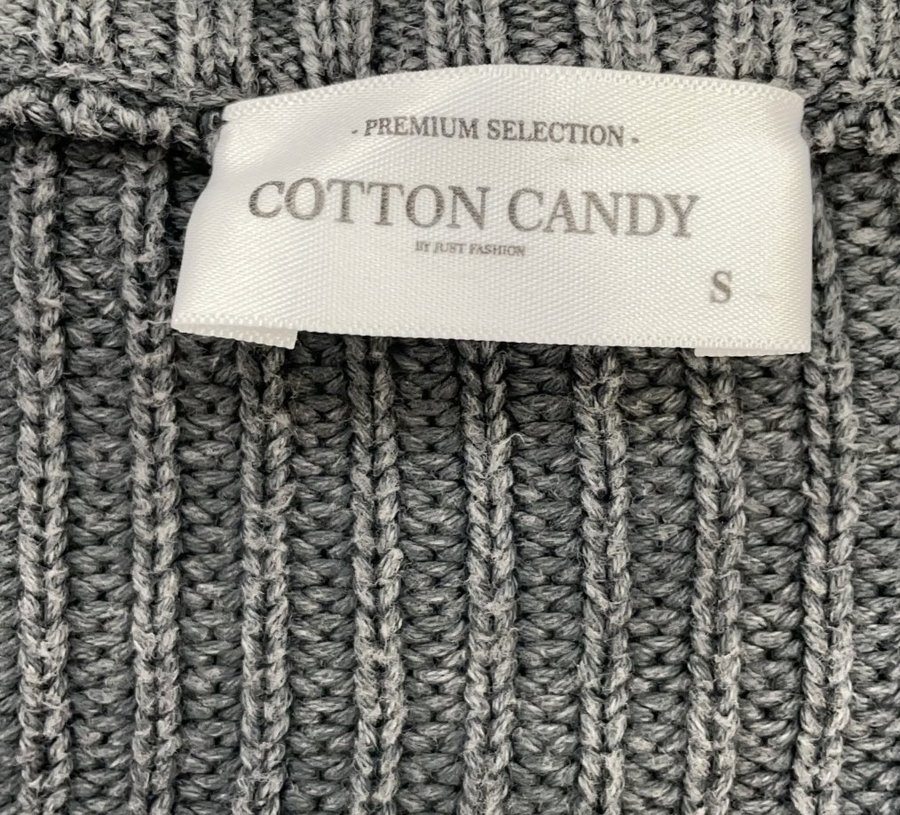 - PREMIUM SELECTION -
COTTON CANDY
BY JUST FASHION
S